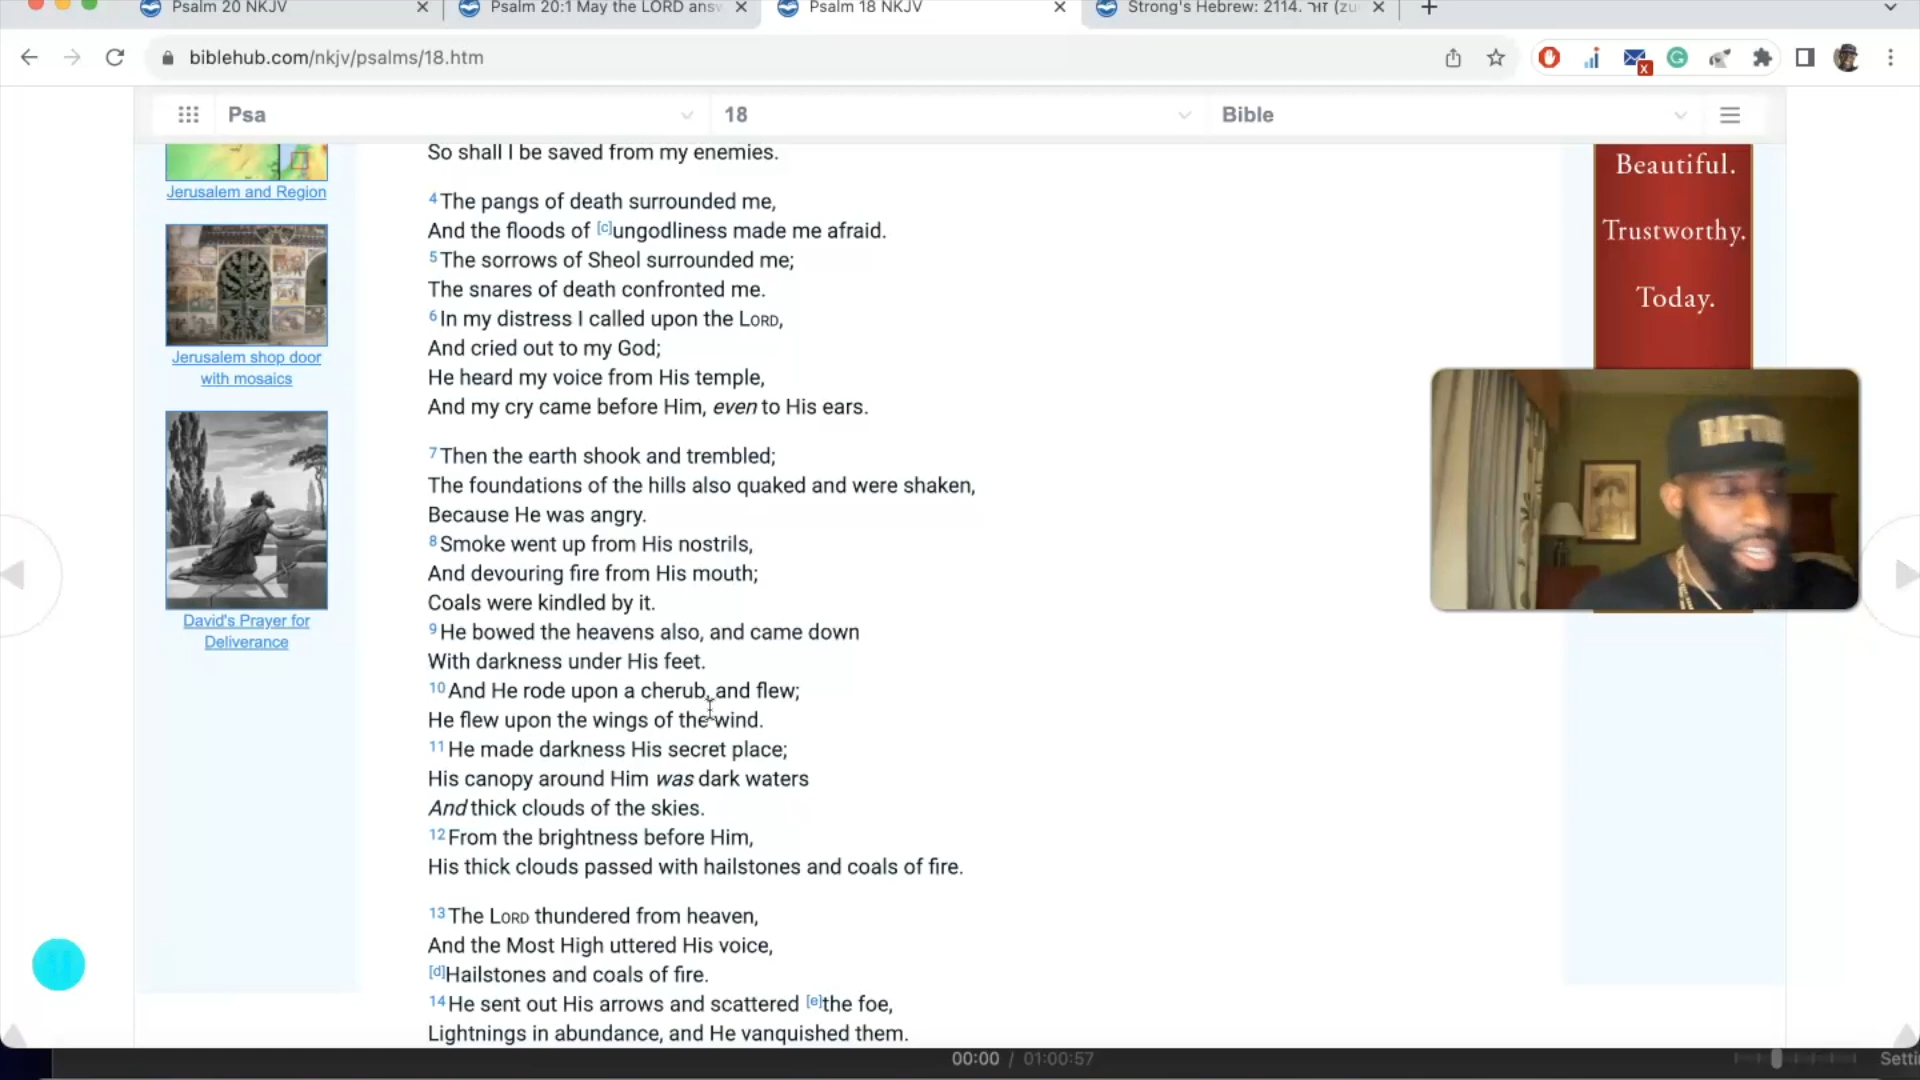 Psalm 20 NKJV
Psalm 20:1 May the LORD answ
Psalm 18 NKJV
Strong's Hebrew: 2114. זוּר (zu
biblehub.com/nkjv/psalms/18.htm
Psa
18
Bible
So shall I be saved from my enemies.
4 The pangs of death surrounded me,
And the floods of [c]ungodliness made me afraid.
5 The sorrows of Sheol surrounded me;
The snares of death confronted me.
6 In my distress I called upon the LORD,
And cried out to my God;
He heard my voice from His temple,
And my cry came before Him, even to His ears.
7 Then the earth shook and trembled;
The foundations of the hills also quaked and were shaken,
Because He was angry.
8 Smoke went up from His nostrils,
And devouring fire from His mouth;
Coals were kindled by it.
9 He bowed the heavens also, and came down
With darkness under His feet.
10 And He rode upon a cherub, and flew;
He flew upon the wings of the wind.
11 He made darkness His secret place;
His canopy around Him was dark waters
And thick clouds of the skies.
12 From the brightness before Him,
His thick clouds passed with hailstones and coals of fire.
13 The LORD thundered from heaven,
And the Most High uttered His voice,
[d]Hailstones and coals of fire.
14 He sent out His arrows and scattered [e]the foe,
Lightnings in abundance, and He vanquished them.
Jerusalem and Region
Jerusalem shop door
with mosaics
David's Prayer for
Deliverance
Beautiful.
Trustworthy.
Today.
00:00 / 01:00:57
Setti